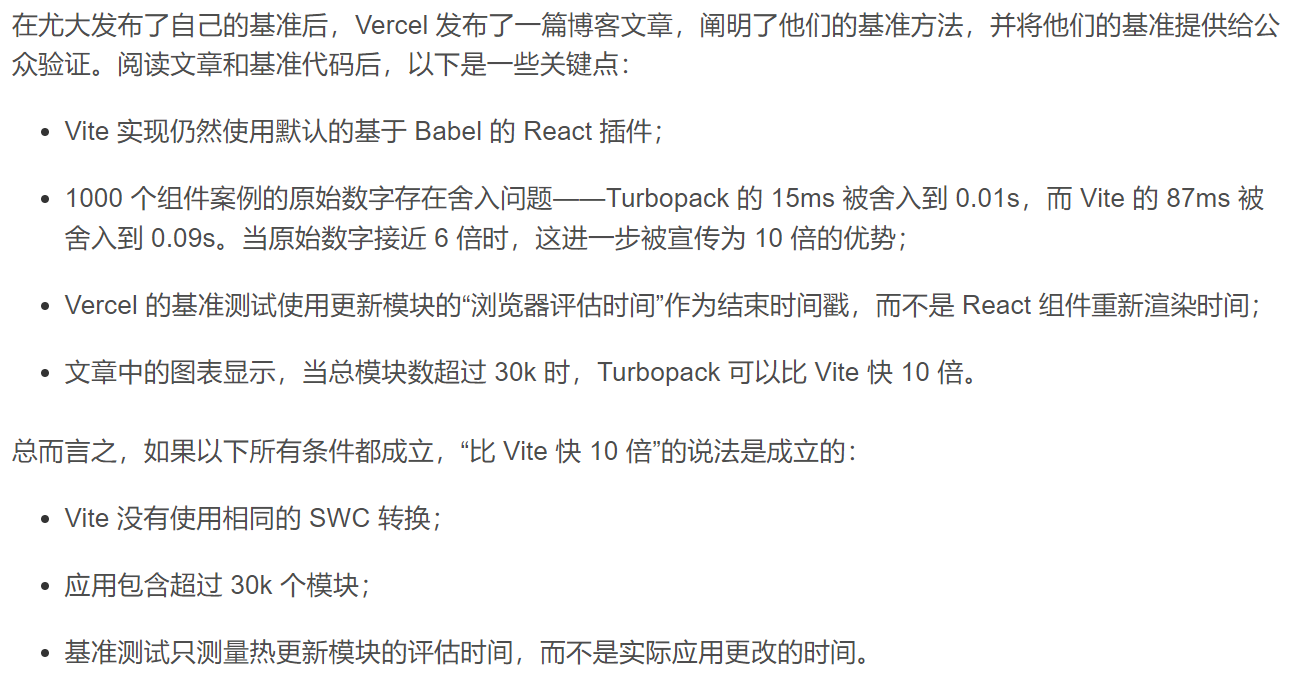 在尤大发布了自己的基准后，Vercel 发布了一篇博客文章，阐明了他们的基准方法，并将他们的基准提供给公
众验证。阅读文章和基准代码后，以下是一些关键点：
• Vite 实现仍然使用默认的基于 Babel 的 React 插件；
• 1000 个组件案例的原始数字存在舍入问题——Turbopack 的 15ms 被舍入到 0.01s，而 Vite 的 87ms 被
舍入到 0.09s。当原始数字接近 6 倍时，这进一步被宣传为 10 倍的优势；
• Vercel 的基准测试使用更新模块的“浏览器评估时间”作为结束时间戳，而不是 React 组件重新渲染时间；
• 文章中的图表显示，当总模块数超过 30k 时，Turbopack 可以比 Vite 快 10 倍。
总而言之，如果以下所有条件都成立，“比 Vite 快 10 倍”的说法是成立的：
• Vite 没有使用相同的 SWC 转换；
• 应用包含超过 30k 个模块；
• 基准测试只测量热更新模块的评估时间，而不是实际应用更改的时间。